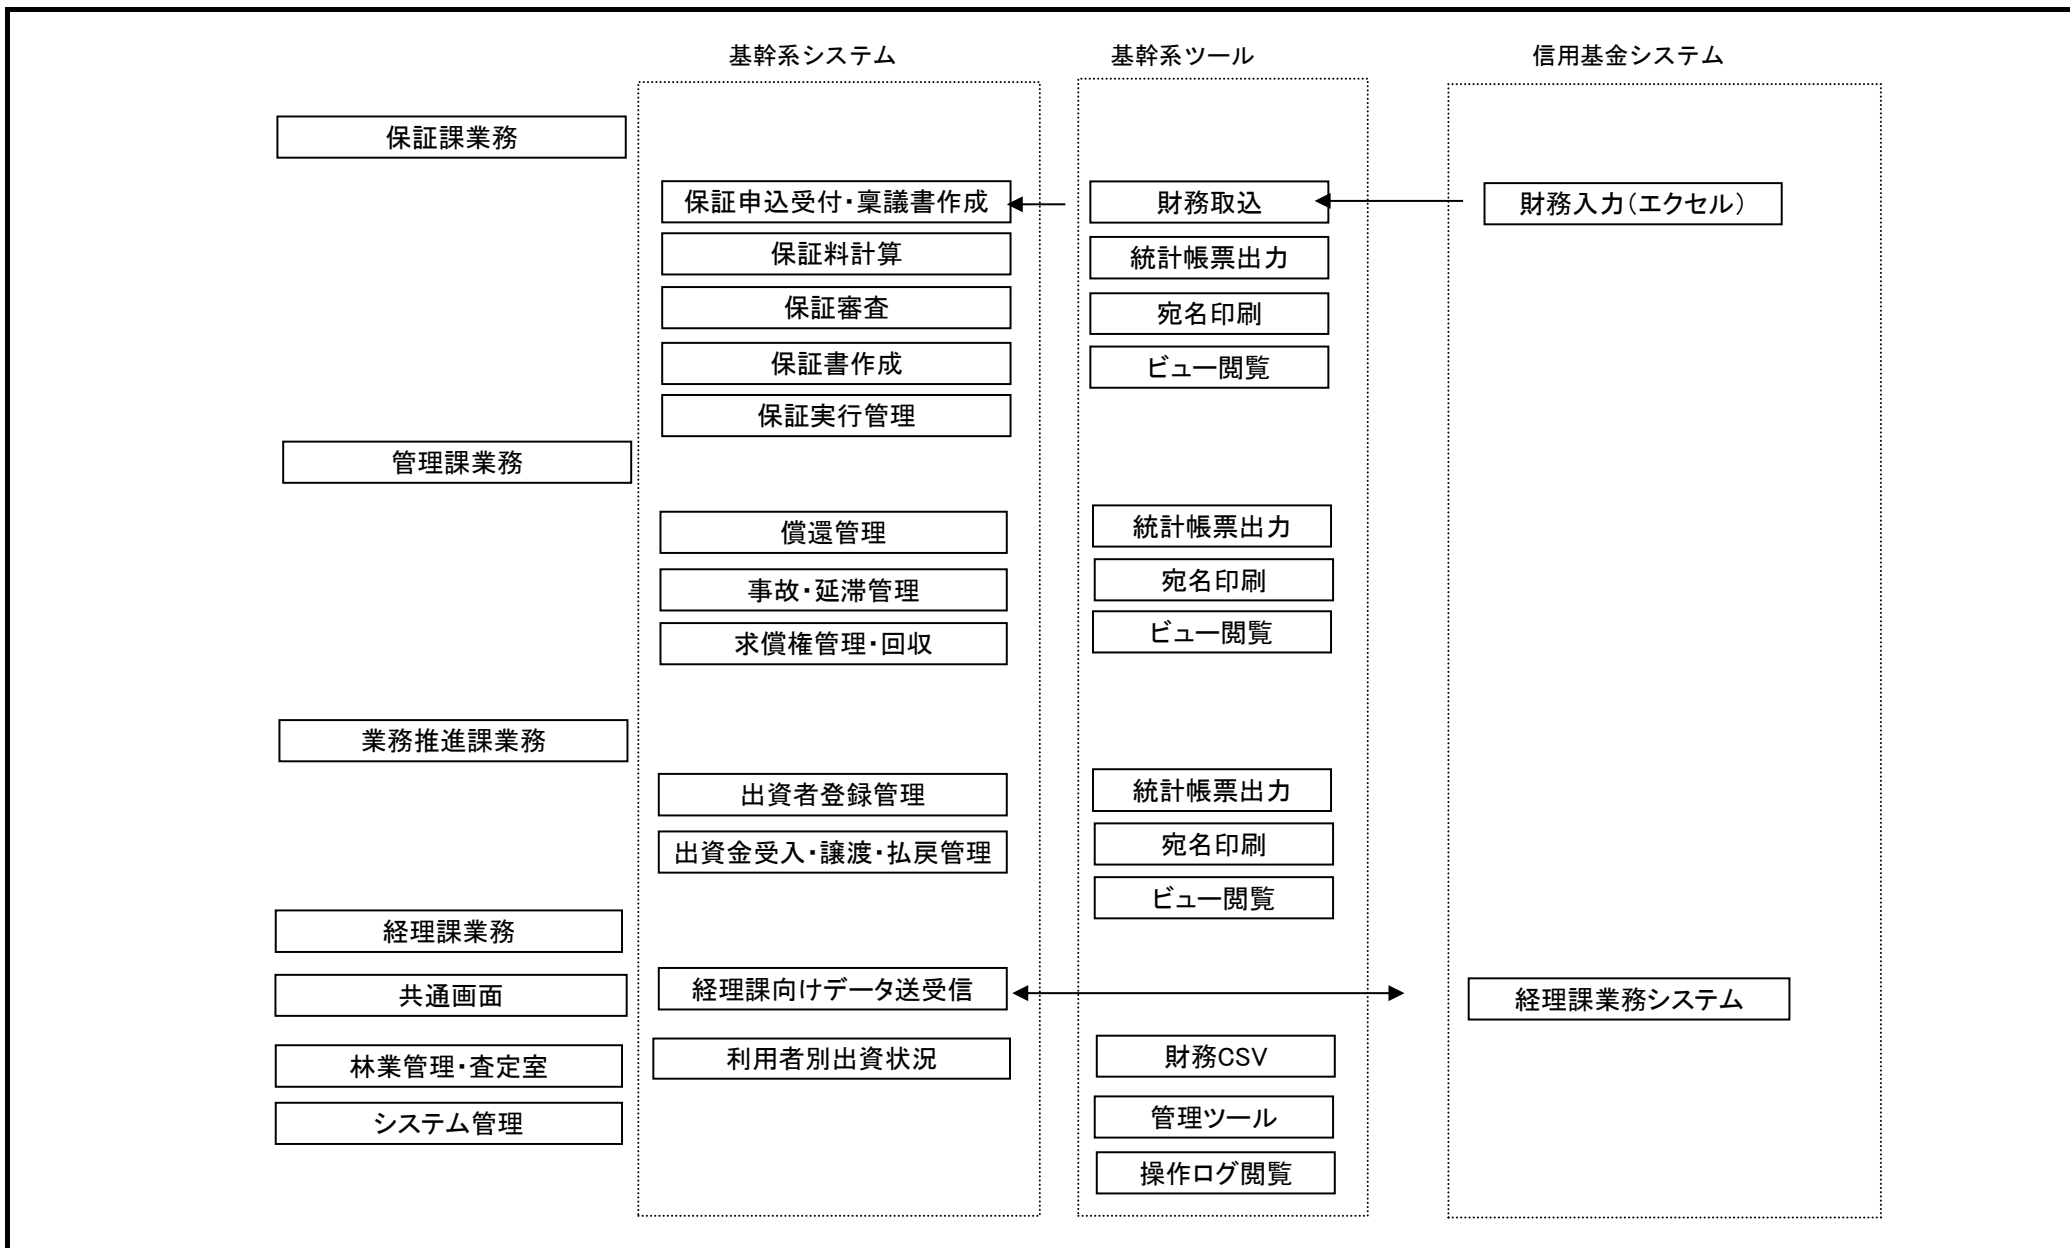 基幹系システム
基幹系ツール
信用基金システム
保証課業務
保証申込受付・稟議書作成
財務取込
財務入力（エクセル）
保証料計算
統計帳票出力
保証審査
宛名印刷
保証書作成
ビュー閲覧
保証実行管理
管理課業務
償還管理
統計帳票出力
事故・延滞管理
宛名印刷
求償権管理・回収
ビュー閲覧
業務推進課業務
出資者登録管理
統計帳票出力
出資金受入・譲渡・払戻管理
宛名印刷
ビュー閲覧
経理課業務
共通画面
経理課向けデータ送受信
経理課業務システム
林業管理・査定室
利用者別出資状況
財務CSV
システム管理
管理ツール
操作ログ閲覧